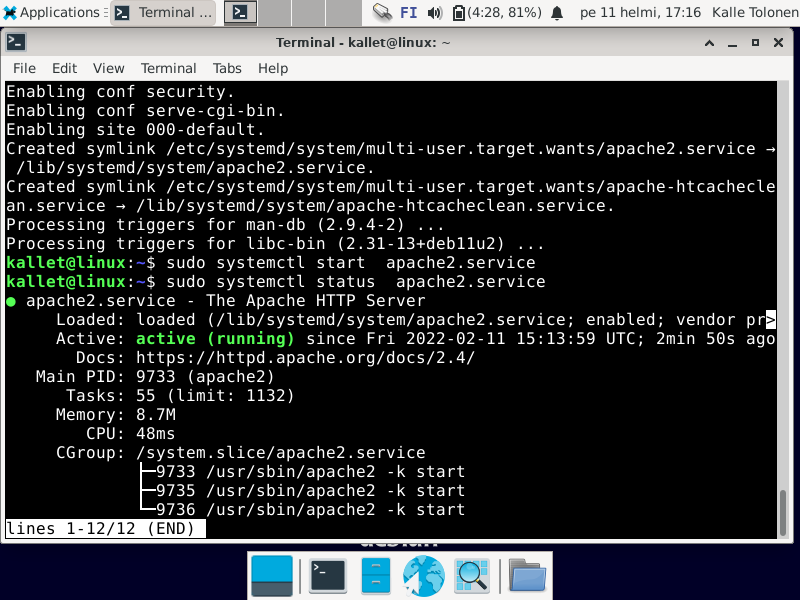 Applications Terminal ... FI (4:28, 81%) pe 11 helmi, 17:16 Kalle Tolonen
Terminal - kallet@linux: ~
File Edit View Terminal Tabs Help
Enabling conf security.
Enabling conf serve-cgi-bin.
Enabling site 000-default.
Created symlink /etc/systemd/system/multi-user.target.wants/apache2.service →
/lib/systemd/system/apache2.service.
Created symlink /etc/systemd/system/multi-user.target.wants/apache-htcachecle
an.service → /lib/systemd/system/apache-htcacheclean.service.
Processing triggers for man-db (2.9.4-2) ...
Processing triggers for libc-bin (2.31-13+deb11u2) ...
kallet@linux:~$ sudo systemctl start  apache2.service
kallet@linux:~$ sudo systemctl status  apache2.service
● apache2.service - The Apache HTTP Server
Loaded: loaded (/lib/systemd/system/apache2.service; enabled; vendor pr>
Active: active (running) since Fri 2022-02-11 15:13:59 UTC; 2min 50s ago
Docs: https://httpd.apache.org/docs/2.4/
Main PID: 9733 (apache2)
Tasks: 55 (limit: 1132)
Memory: 8.7M
CPU: 48ms
CGroup: /system.slice/apache2.service
├─9733 /usr/sbin/apache2 -k start
├─9735 /usr/sbin/apache2 -k start
└─9736 /usr/sbin/apache2 -k start
lines 1-12/12 (END)